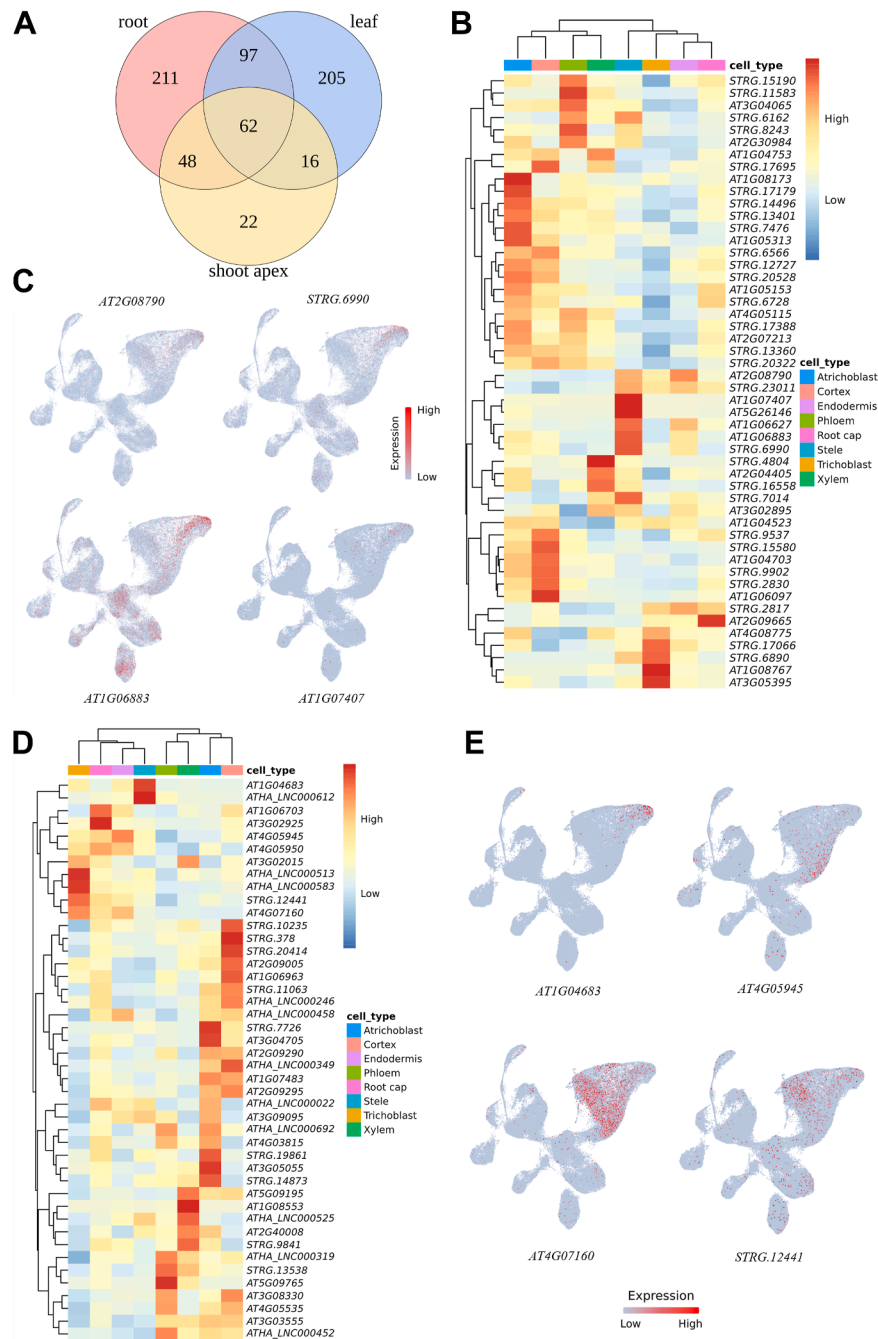 A
root
leaf
97
211
205
62
48
16
22
shoot apex
B
cell_type
STRG.15190
STRG.11583
AT3G04065
STRG.6162
STRG.8243
AT2G30984
AT1G04753
STRG.17695
AT1G08173
STRG.17179
STRG.14496
STRG.13401
STRG.7476
AT1G05313
STRG.6566
STRG.12727
STRG.20528
AT1G05153
STRG.6728
AT4G05115
STRG.17388
AT2G07213
STRG.13360
STRG.20322
AT2G08790
STRG.23011
AT1G07407
AT5G26146
AT1G06627
AT1G06883
STRG.6990
STRG.4804
AT2G04405
STRG.16558
STRG.7014
AT3G02895
AT1G04523
STRG.9537
STRG.15580
AT1G04703
STRG.9902
STRG.2830
AT1G06097
STRG.2817
AT2G09665
AT4G08775
STRG.17066
STRG.6890
AT1G08767
AT3G05395
High
Low
cell_type
Atrichoblast
Cortex
Endodermis
Phloem
Root cap
Stele
Trichoblast
Xylem
C
AT2G08790
STRG.6990
High
Expression
Low
AT1G06883
AT1G07407
D
cell_type
AT1G04683
ATHA_LNC000612
AT1G06703
AT3G02925
AT4G05945
AT4G05950
AT3G02015
ATHA_LNC000513
ATHA_LNC000583
STRG.12441
AT4G07160
STRG.10235
STRG.378
STRG.20414
AT2G09005
AT1G06963
STRG.11063
ATHA_LNC000246
ATHA_LNC000458
STRG.7726
AT3G04705
AT2G09290
ATHA_LNC000349
AT1G07483
AT2G09295
ATHA_LNC000022
AT3G09095
ATHA_LNC000692
AT4G03815
STRG.19861
AT3G05055
STRG.14873
AT5G09195
AT1G08553
ATHA_LNC000525
AT2G40008
STRG.9841
ATHA_LNC000319
STRG.13538
AT5G09765
AT3G08330
AT4G05535
AT3G03555
ATHA_LNC000452
High
Low
cell_type
Atrichoblast
Cortex
Endodermis
Phloem
Root cap
Stele
Trichoblast
Xylem
E
AT1G04683
AT4G05945
AT4G07160
STRG.12441
Expression
Low
High